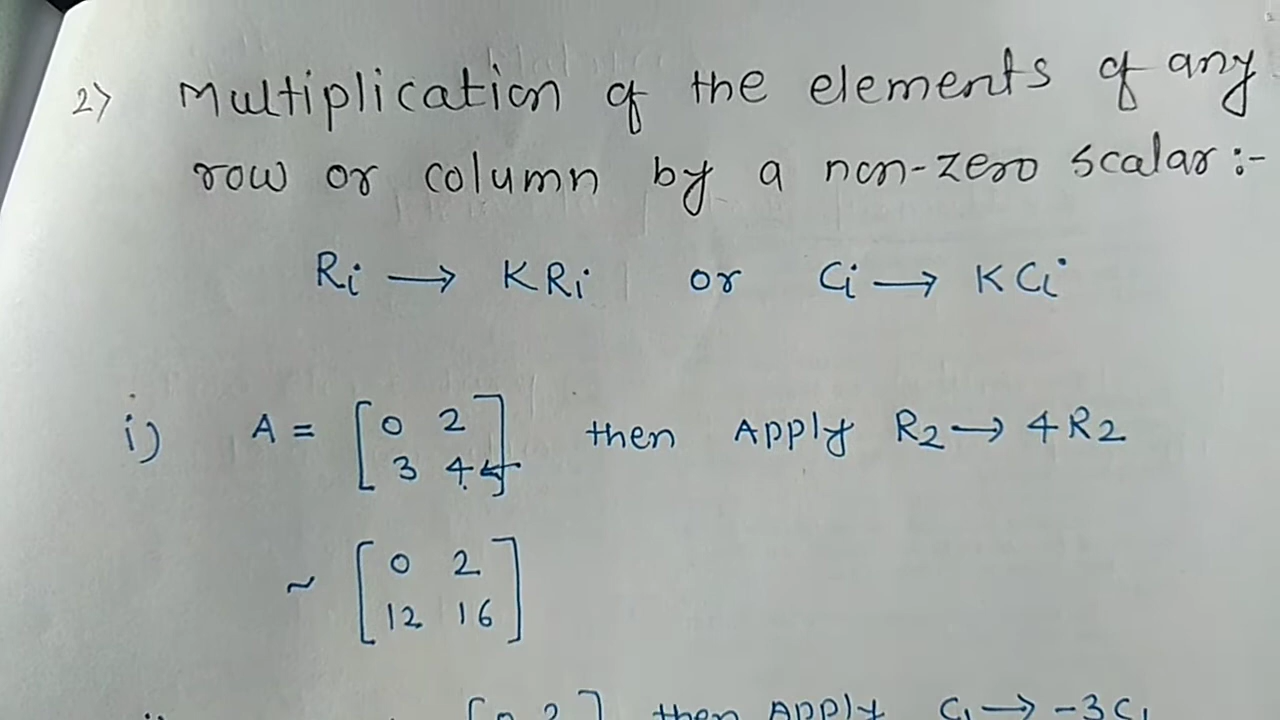 2) Multiplication of the elements of any
row or column by a non-zero scalar :-
Ri → KRi or Ci → KCi
i) A = [ 0 2 ] then Apply R2 → 4R2
3 4
~ [ 0 2 ]
12 16
then Apply C1 → -3C1